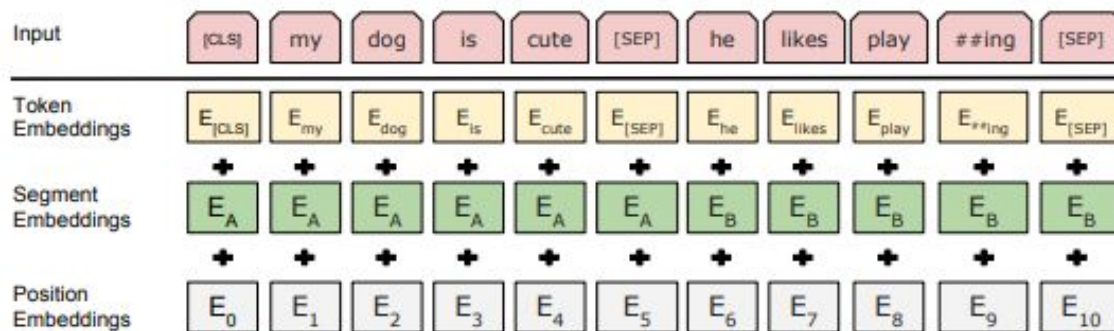 Input [CLS] my dog is cute [SEP] he likes play ##ing [SEP]
Token Embeddings E[CLS] Emy Edog Eis Ecute E[SEP] Ehe Elikes Eplay E##ing E[SEP]
Segment Embeddings EA EA EA EA EA EA EB EB EB EB EB
Position Embeddings E0 E1 E2 E3 E4 E5 E6 E7 E8 E9 E10